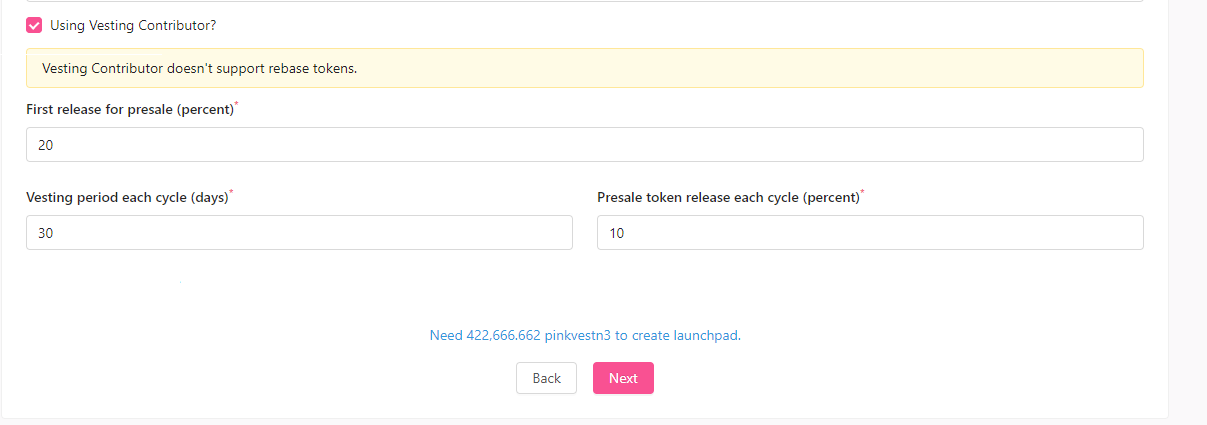 Using Vesting Contributor?
Vesting Contributor doesn't support rebase tokens.
First release for presale (percent)*
20
Vesting period each cycle (days)*
Presale token release each cycle (percent)*
30
10
Need 422,666.662 pinkvestn3 to create launchpad.
Back
Next